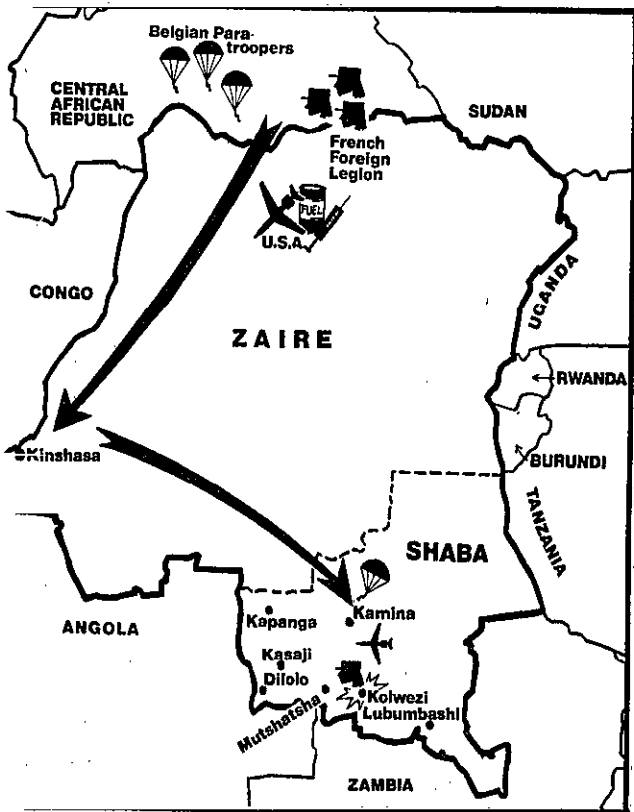 Belgian Para-
troopers
CENTRAL
AFRICAN
REPUBLIC
SUDAN
French
Foreign
Legion
FUEL
U.S.A.
CONGO
UGANDA
ZAIRE
RWANDA
Kinshasa
BURUNDI
TANZANIA
SHABA
ANGOLA
Kapanga
Kamina
Kasaji
Dilolo
Mutshatsha
Kolwezi
Lubumbashi
ZAMBIA